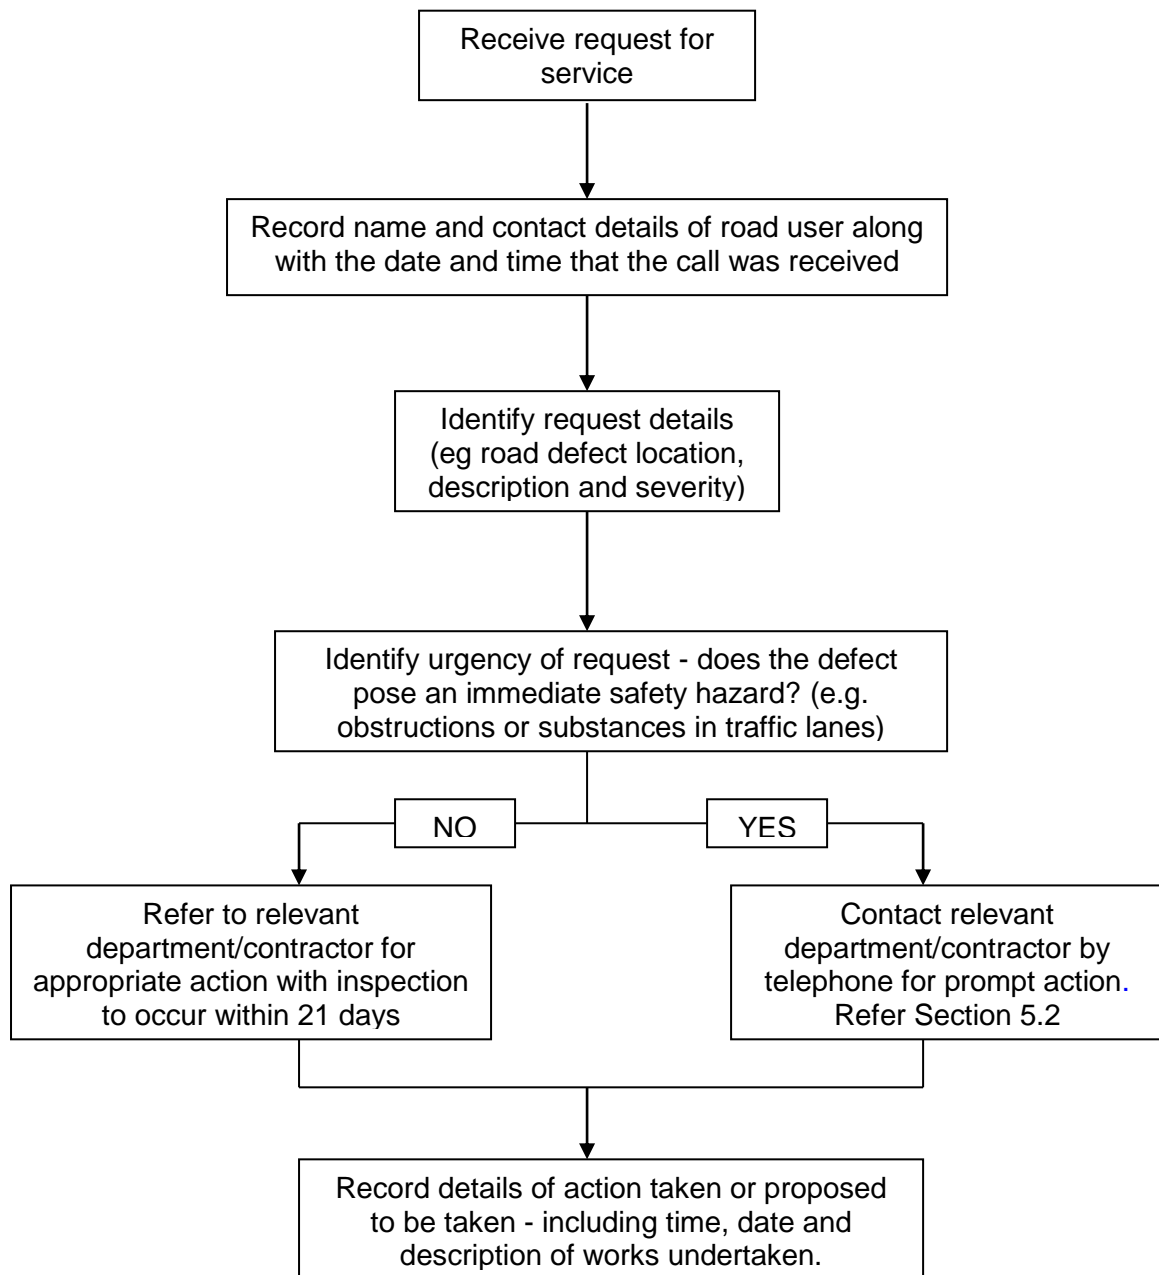 Receive request for
service
Record name and contact details of road user along
with the date and time that the call was received
Identify request details
(eg road defect location,
description and severity)
Identify urgency of request - does the defect
pose an immediate safety hazard? (e.g.
obstructions or substances in traffic lanes)
NO
YES
Refer to relevant
department/contractor for
appropriate action with inspection
to occur within 21 days
Contact relevant
department/contractor by
telephone for prompt action.
Refer Section 5.2
Record details of action taken or proposed
to be taken - including time, date and
description of works undertaken.